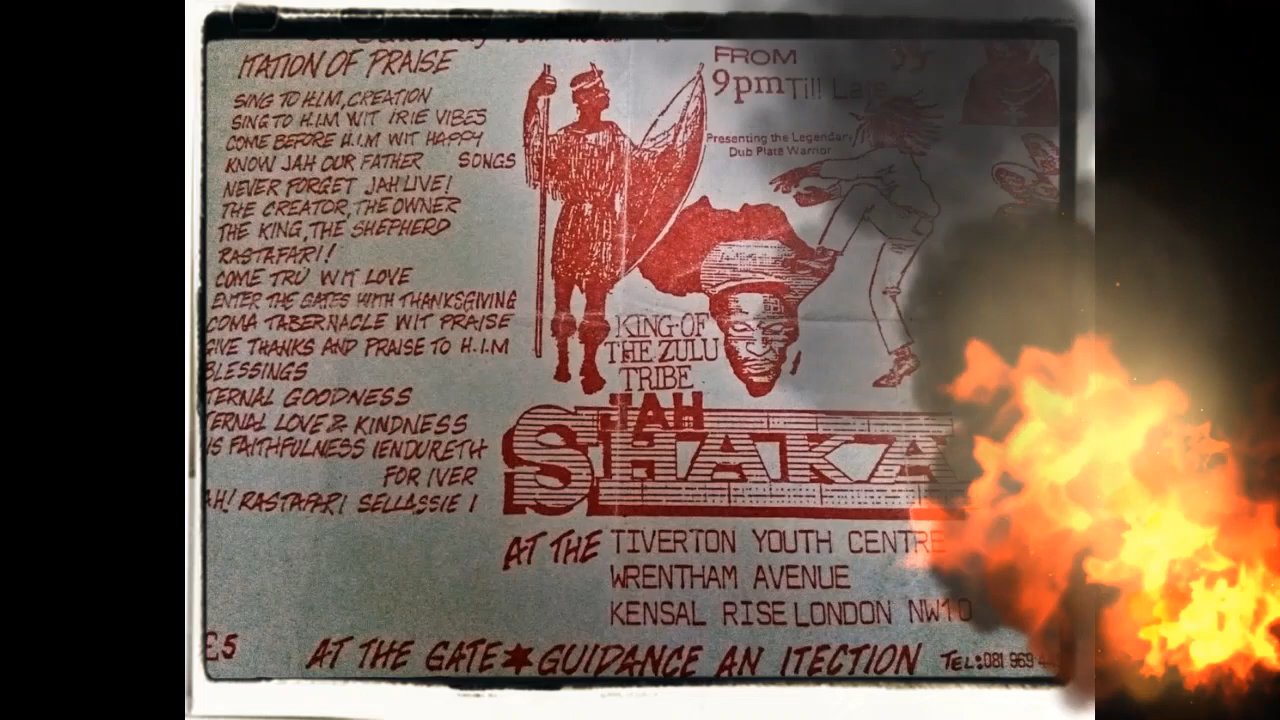 ITATION OF PRAISE
SING TO H.I.M, CREATION
SING TO H.I.M WIT IRIE VIBES
COME BEFORE H.I.M WIT HAPPY
KNOW JAH OUR FATHER SONGS
NEVER FORGET JAH LIVE!
THE CREATOR, THE OWNER
THE KING, THE SHEPHERD
RASTAFARI!
COME TRU WIT LOVE
ENTER THE GATES WITH THANKSGIVING
COMA TABERNACLE WIT PRAISE
GIVE THANKS AND PRAISE TO H.I.M
BLESSINGS
TERNAL GOODNESS
TERNAL LOVE & KINDNESS
IS FAITHFULNESS IENDURETH
FOR IVER
AH! RASTAFARI SELLASSIE I
FROM
9pm Till Late
Presenting the Legendary
Dub Plate Warrior
KING OF
THE ZULU
TRIBE
JAH
SHAKA
AT THE TIVERTON YOUTH CENTRE
WRENTHAM AVENUE
KENSAL RISE LONDON NW10
£5 AT THE GATE ★ GUIDANCE AN ITECTION TEL: 081 969